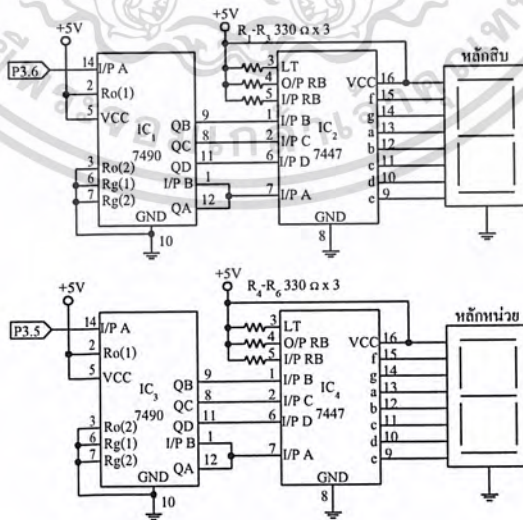 +5V
P3.6
14 I/P A
2 Ro(1)
5 VCC
3 Ro(2)
6 Rg(1)
7 Rg(2)
GND
10
IC1
7490
QB 9
QC 8
QD 11
I/P B 1
QA 12
+5V
330 Ω x 3
3 LT
4 O/P RB
5 I/P RB
1 I/P B
2 I/P C
6 I/P D
7 I/P A
IC2
7447
GND
8
VCC 16
f 15
g 14
a 13
b 12
c 11
d 10
e 9
หลักสิบ
+5V
P3.5
14 I/P A
2 Ro(1)
5 VCC
3 Ro(2)
6 Rg(1)
7 Rg(2)
GND
10
IC3
7490
QB 9
QC 8
QD 11
I/P B 1
QA 12
+5V
R4-R6 330 Ω x 3
3 LT
4 O/P RB
5 I/P RB
1 I/P B
2 I/P C
6 I/P D
7 I/P A
IC4
7447
GND
8
VCC 16
f 15
g 14
a 13
b 12
c 11
d 10
e 9
หลักหน่วย